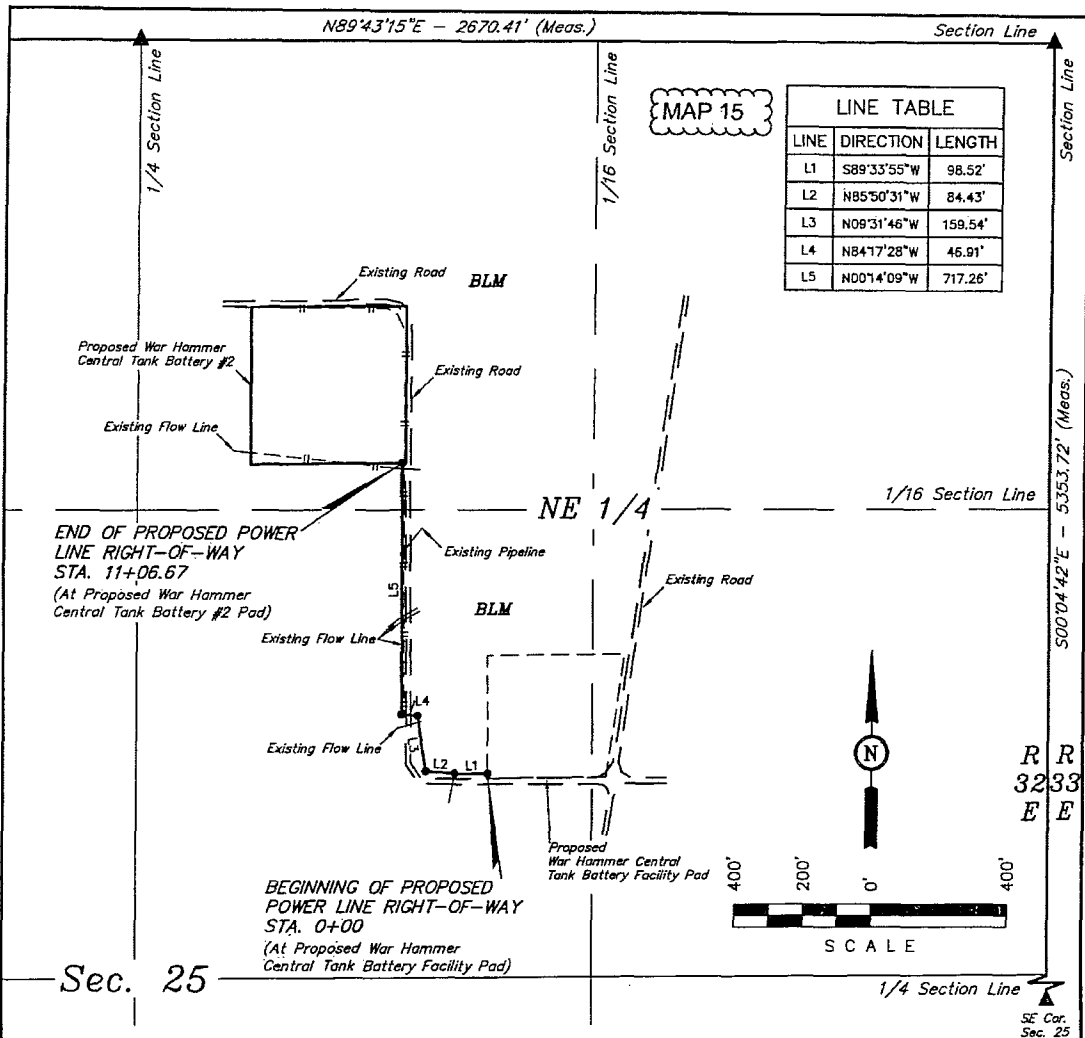 N89°43'15"E - 2670.41' (Meas.)
Section Line
1/4 Section Line
1/16 Section Line
Section Line
MAP 15
LINE TABLE
LINE DIRECTION LENGTH
L1 S89°33'55"W 98.52'
L2 N85°50'31"W 84.43'
L3 N09°31'46"W 159.54'
L4 N84°17'28"W 46.91'
L5 N00°14'09"W 717.26'
Existing Road
BLM
Proposed War Hammer
Central Tank Battery #2
Existing Road
Existing Flow Line
S00°04'42"E - 5353.72' (Meas.)
NE 1/4
1/16 Section Line
END OF PROPOSED POWER
LINE RIGHT-OF-WAY
STA. 11+06.67
(At Proposed War Hammer
Central Tank Battery #2 Pad)
Existing Pipeline
Existing Road
L5
BLM
Existing Flow Line
L4
Existing Flow Line
L3
L2
L1
N
R R
32 33
E E
Proposed
War Hammer Central
Tank Battery Facility Pad
BEGINNING OF PROPOSED
POWER LINE RIGHT-OF-WAY
STA. 0+00
(At Proposed War Hammer
Central Tank Battery Facility Pad)
400' 200' 0' 400'
SCALE
Sec. 25
1/4 Section Line
SE Cor.
Sec. 25